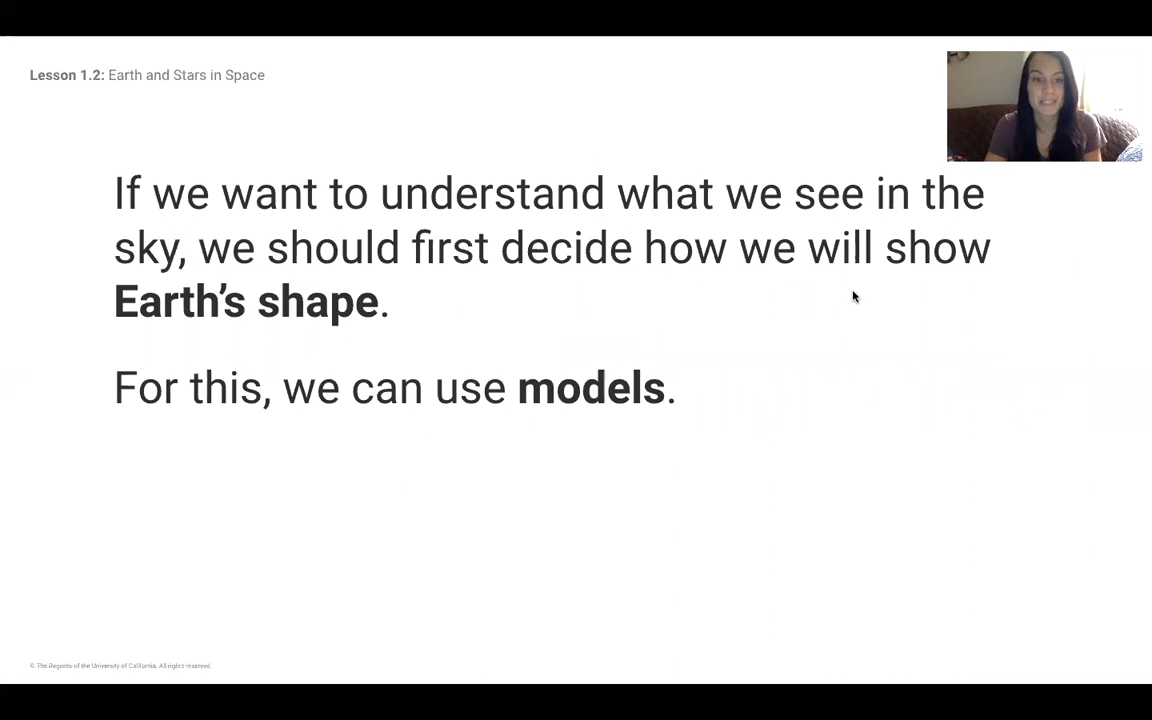 Lesson 1.2: Earth and Stars in Space
If we want to understand what we see in the
sky, we should first decide how we will show
Earth’s shape.
For this, we can use models.
© The Regents of the University of California. All rights reserved.